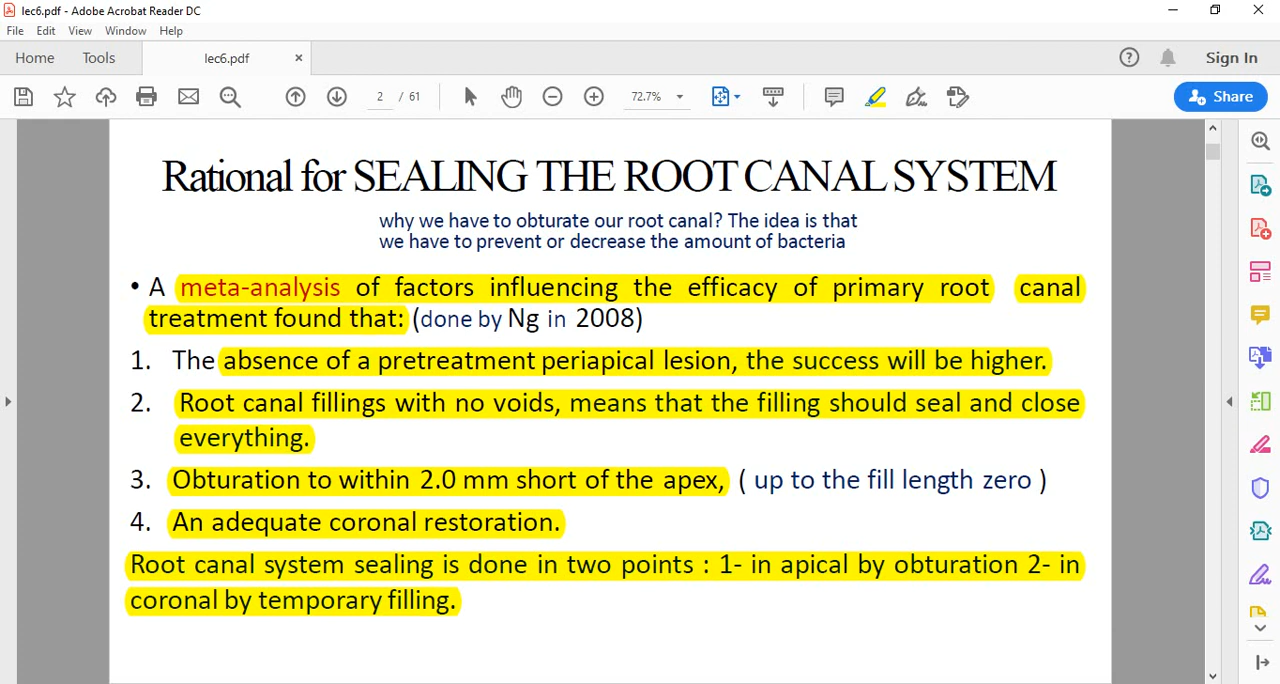 lec6.pdf - Adobe Acrobat Reader DC
File Edit View Window Help
Home Tools lec6.pdf × Sign In
2 / 61 72.7% Share
Rational for SEALING THE ROOT CANAL SYSTEM
why we have to obturate our root canal? The idea is that
we have to prevent or decrease the amount of bacteria
• A meta-analysis of factors influencing the efficacy of primary root canal
treatment found that: (done by Ng in 2008)
1. The absence of a pretreatment periapical lesion, the success will be higher.
2. Root canal fillings with no voids, means that the filling should seal and close
everything.
3. Obturation to within 2.0 mm short of the apex, ( up to the fill length zero )
4. An adequate coronal restoration.
Root canal system sealing is done in two points : 1- in apical by obturation 2- in
coronal by temporary filling.